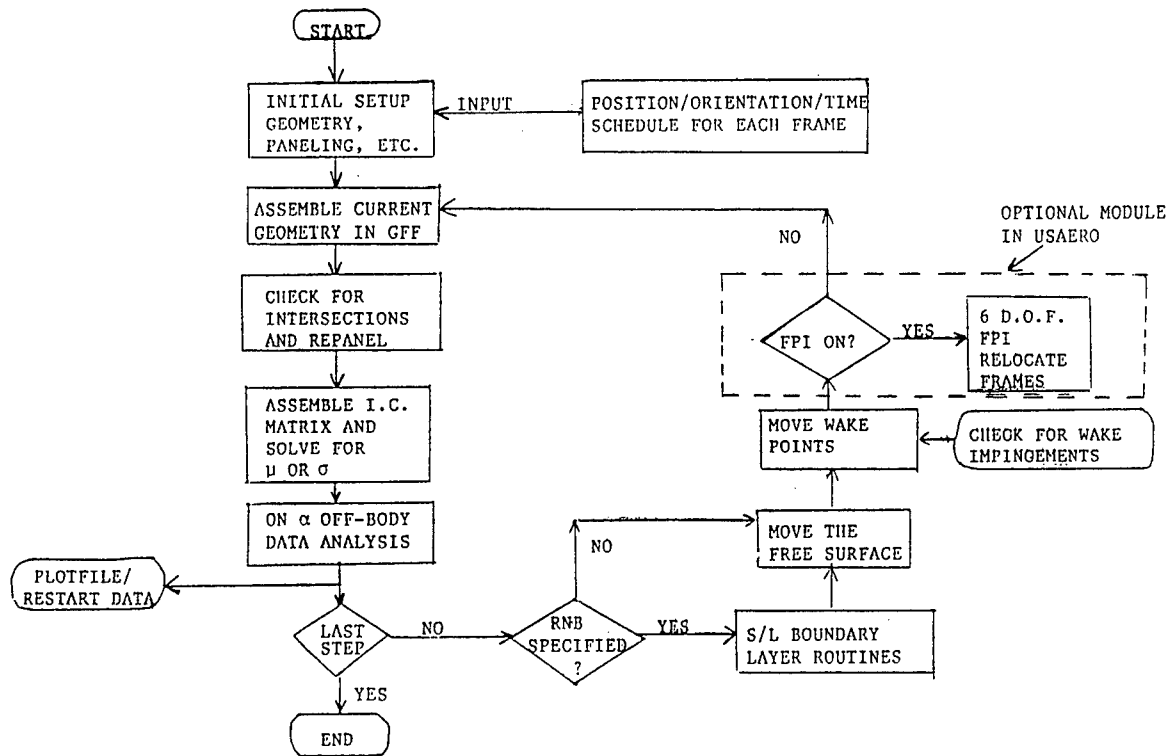 START
INITIAL SETUP
GEOMETRY,
PANELING, ETC.
INPUT
POSITION/ORIENTATION/TIME
SCHEDULE FOR EACH FRAME
ASSEMBLE CURRENT
GEOMETRY IN GFF
NO
OPTIONAL MODULE
IN USAERO
CHECK FOR
INTERSECTIONS
AND REPANEL
FPI ON?
YES
6 D.O.F.
FPI
RELOCATE
FRAMES
ASSEMBLE I.C.
MATRIX AND
SOLVE FOR
μ OR σ
MOVE WAKE
POINTS
CHECK FOR WAKE
IMPINGEMENTS
ON α OFF-BODY
DATA ANALYSIS
NO
MOVE THE
FREE SURFACE
PLOTFILE/
RESTART DATA
LAST
STEP
NO
RNB
SPECIFIED
?
YES
S/L BOUNDARY
LAYER ROUTINES
YES
END